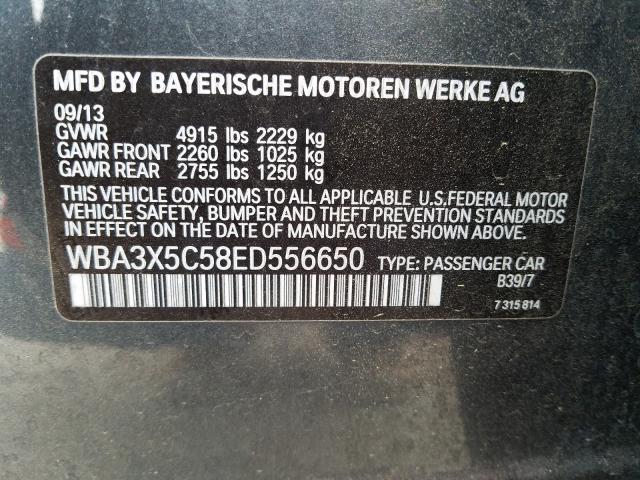 MFD BY BAYERISCHE MOTOREN WERKE AG
09/13
GVWR 4915 lbs 2229 kg
GAWR FRONT 2260 lbs 1025 kg
GAWR REAR 2755 lbs 1250 kg
THIS VEHICLE CONFORMS TO ALL APPLICABLE U.S.FEDERAL MOTOR
VEHICLE SAFETY, BUMPER AND THEFT PREVENTION STANDARDS
IN EFFECT ON THE DATE OF MANUFACTURE SHOWN ABOVE.
WBA3X5C58ED556650 TYPE: PASSENGER CAR
B39/7
7 315 814